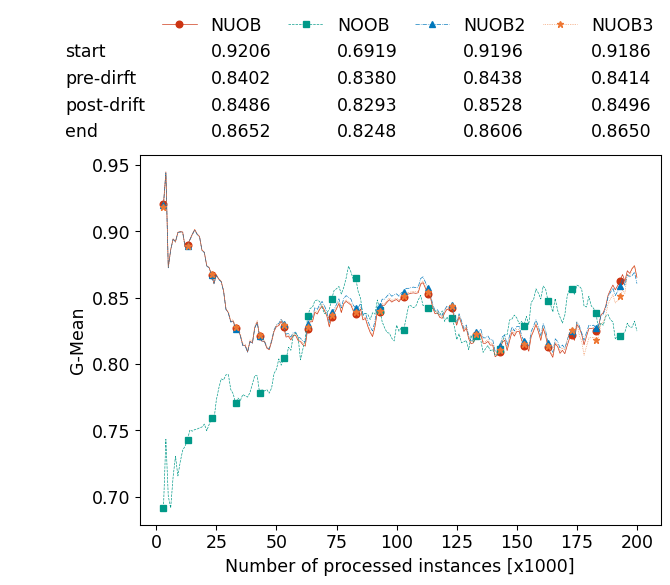 NUOB NOOB NUOB2 NUOB3
start 0.9206 0.6919 0.9196 0.9186
pre-dirft 0.8402 0.8380 0.8438 0.8414
post-drift 0.8486 0.8293 0.8528 0.8496
end 0.8652 0.8248 0.8606 0.8650
0.95
0.90
0.85
0.80
0.75
0.70
G-Mean
0 25 50 75 100 125 150 175 200
Number of processed instances [x1000]